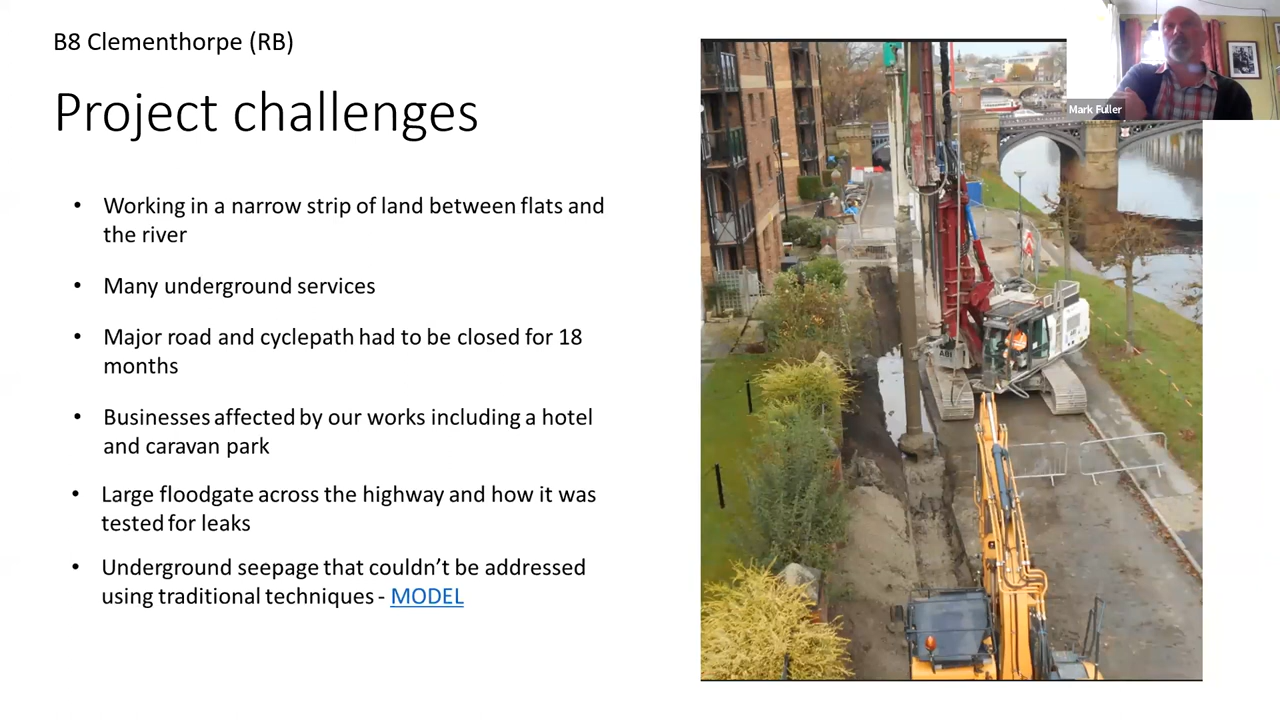 B8 Clementhorpe (RB)
Project challenges
• Working in a narrow strip of land between flats and
the river
• Many underground services
• Major road and cyclepath had to be closed for 18
months
• Businesses affected by our works including a hotel
and caravan park
• Large floodgate across the highway and how it was
tested for leaks
• Underground seepage that couldn’t be addressed
using traditional techniques - MODEL
Mark Fuller
ABI